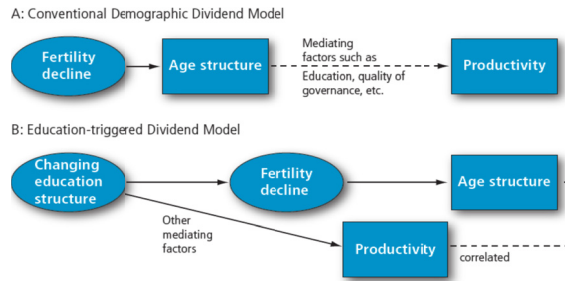 A: Conventional Demographic Dividend Model
Fertility
decline
Age structure
Mediating
factors such as
Education, quality of
governance, etc.
Productivity
B: Education-triggered Dividend Model
Changing
education
structure
Fertility
decline
Age structure
Other
mediating
factors
Productivity
correlated